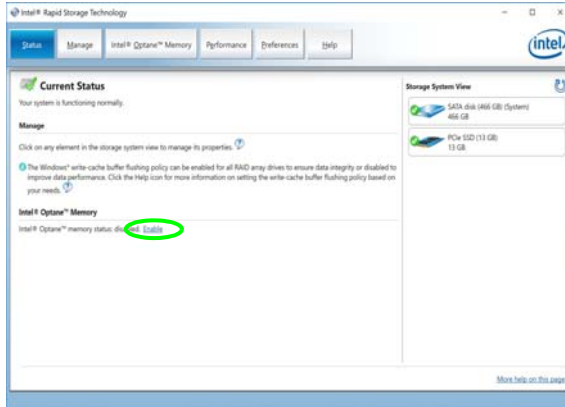 Intel® Rapid Storage Technology
Status
Manage
Intel® Optane™ Memory
Performance
Preferences
Help
intel
Current Status
Your system is functioning normally.
Manage
Click on any element in the storage system view to manage its properties.
The Windows* write-cache buffer flushing policy can be enabled for all RAID array drives to ensure data integrity or disabled to
improve data performance. Click the Help icon for more information on setting the write-cache buffer flushing policy based on
your needs.
Intel® Optane™ Memory
Intel® Optane™ memory status: disabled. Enable
Storage System View
SATA disk (466 GB) (System)
466 GB
PCIe SSD (13 GB)
13 GB
More help on this page